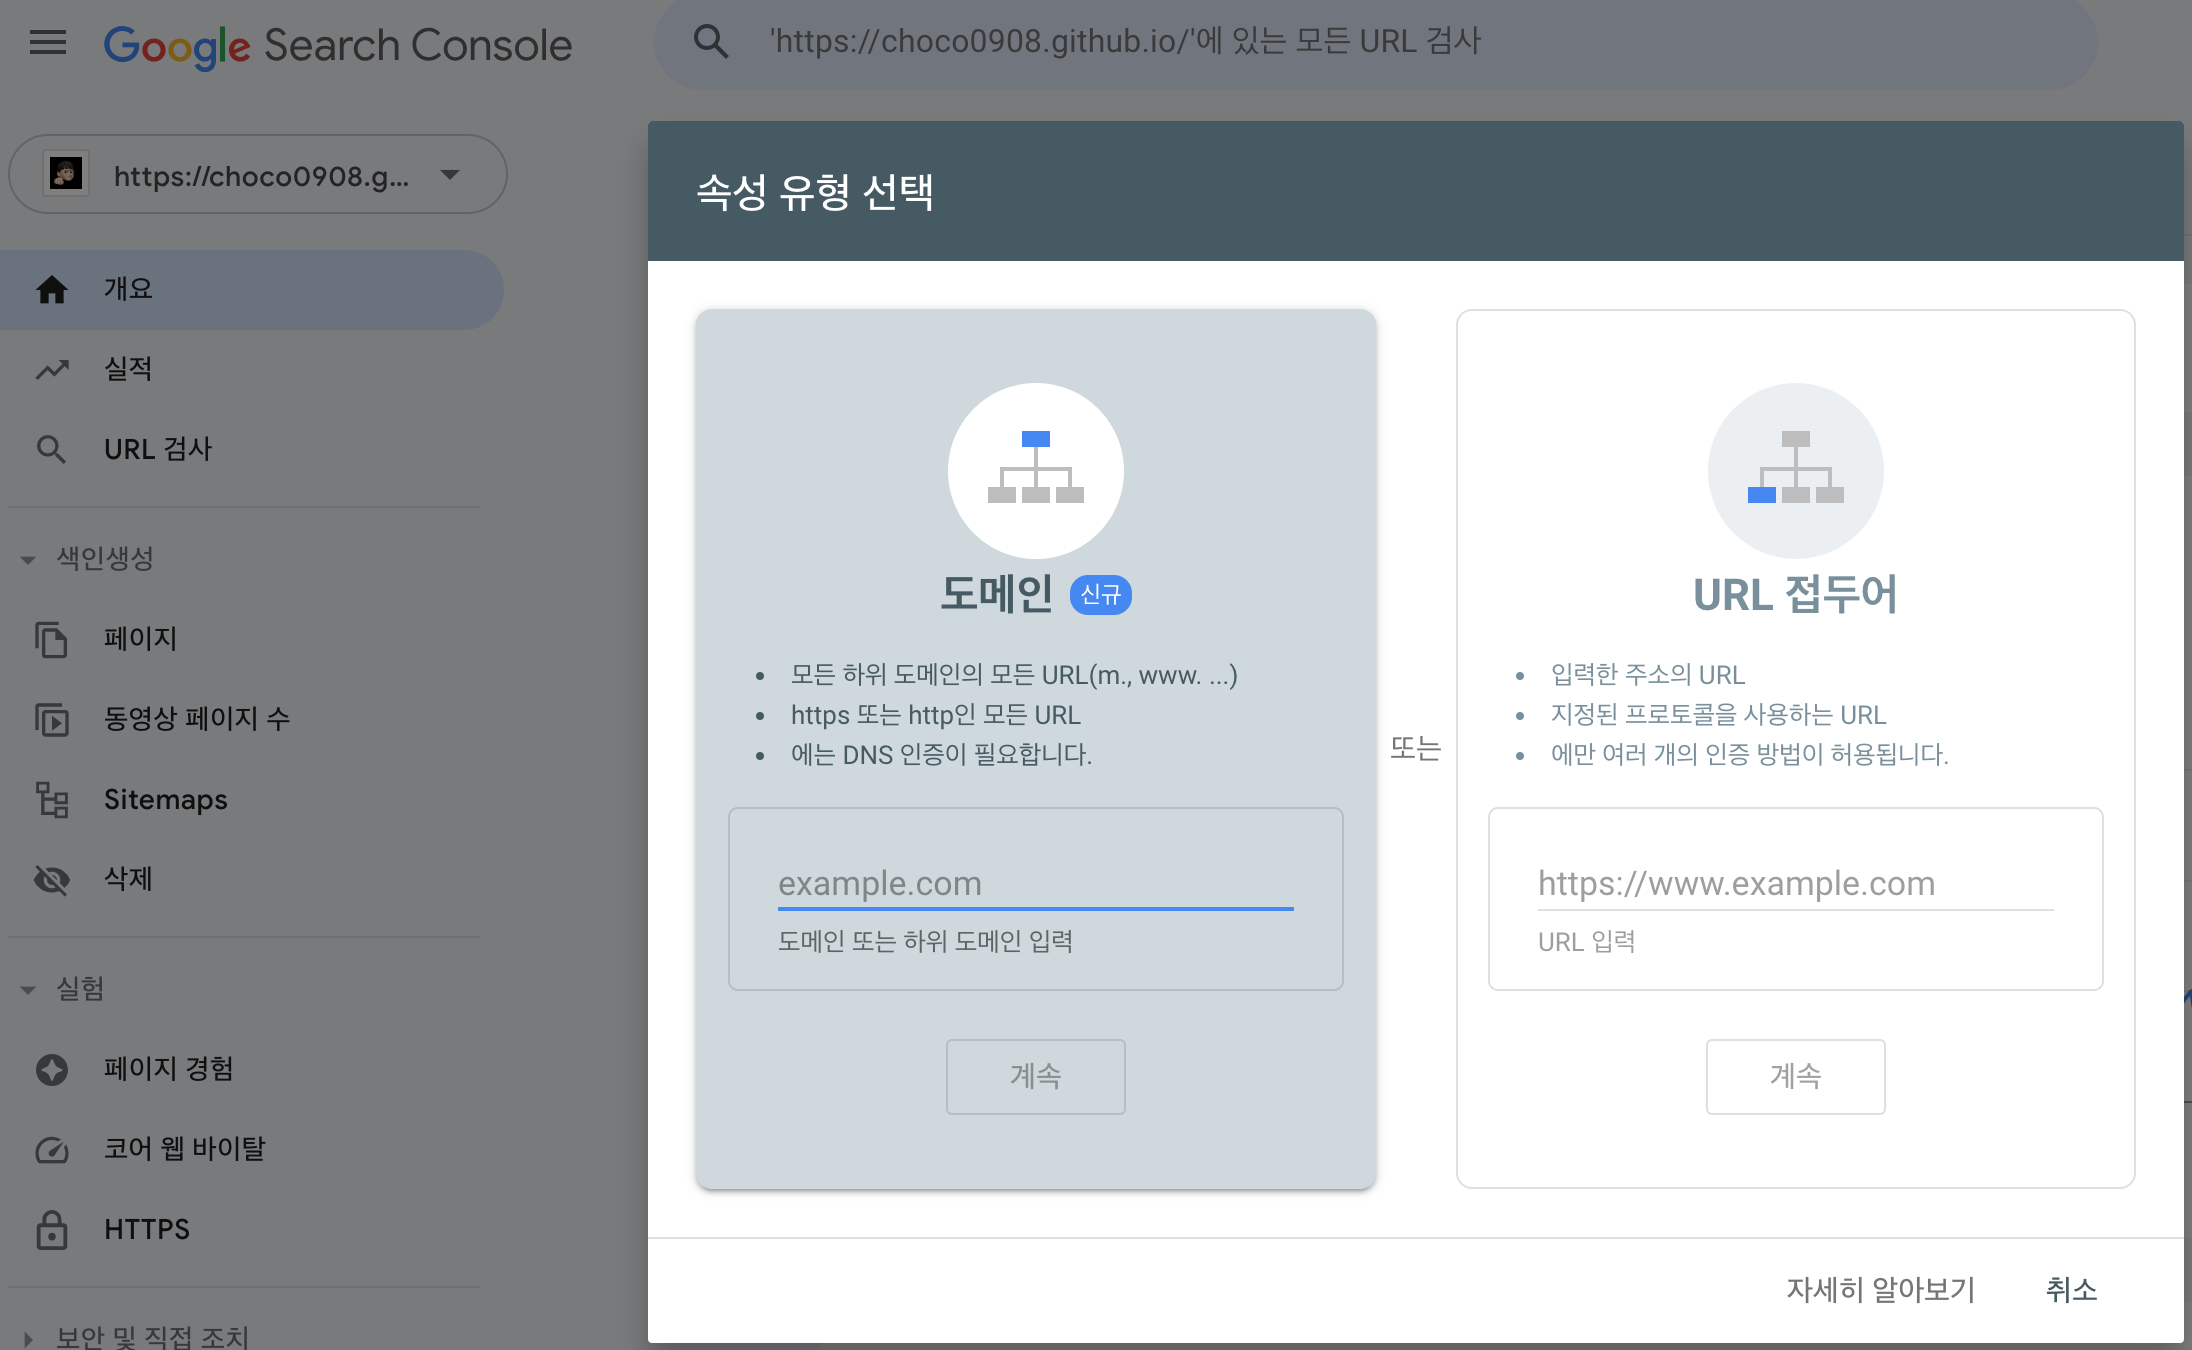 Google Search Console
'https://choco0908.github.io/'에 있는 모든 URL 검사
https://choco0908.g...
개요
실적
URL 검사
색인생성
페이지
동영상 페이지 수
Sitemaps
삭제
실험
페이지 경험
코어 웹 바이탈
HTTPS
보안 및 직접 조치
속성 유형 선택
도메인 신규
모든 하위 도메인의 모든 URL(m., www. ...)
https 또는 http인 모든 URL
에는 DNS 인증이 필요합니다.
example.com
도메인 또는 하위 도메인 입력
계속
또는
URL 접두어
입력한 주소의 URL
지정된 프로토콜을 사용하는 URL
에만 여러 개의 인증 방법이 허용됩니다.
https://www.example.com
URL 입력
계속
자세히 알아보기
취소